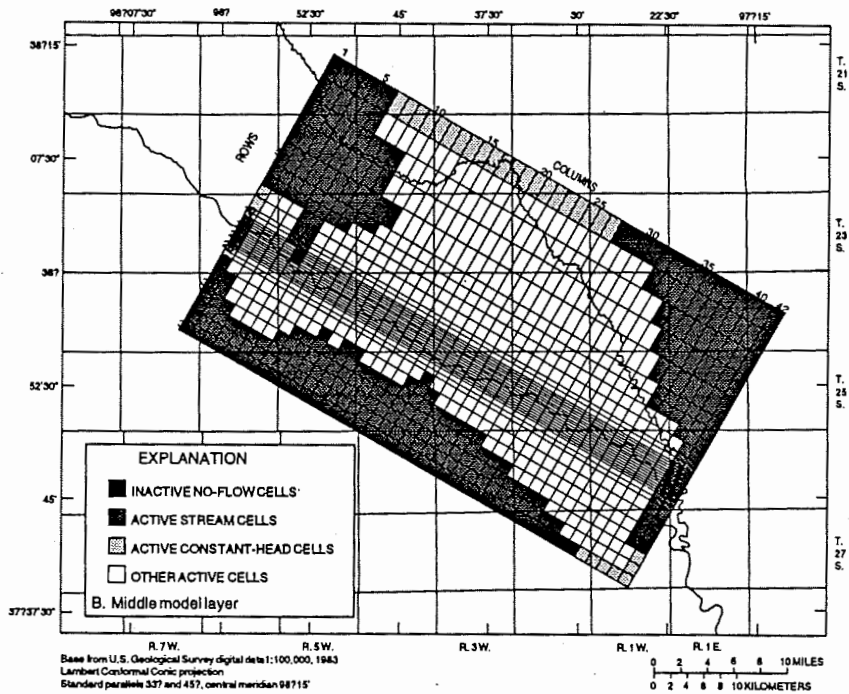 98?07'30" 98? 52'30" 45' 37'30" 30' 22'30" 97?15'
38?15'
07'30"
38?
52'30"
45'
37?37'30"
T. 21 S.
T. 23 S.
T. 25 S.
T. 27 S.
ROWS
COLUMNS
1 5 10 15 20 25 30 35 40 42
EXPLANATION
INACTIVE NO-FLOW CELLS
ACTIVE STREAM CELLS
ACTIVE CONSTANT-HEAD CELLS
OTHER ACTIVE CELLS
B. Middle model layer
R. 7 W. R. 5 W. R. 3 W. R. 1 W. R. 1 E.
Base from U.S. Geological Survey digital data 1:100,000, 1983
Lambert Conformal Conic projection
Standard parallels 33? and 45?, central meridian 98?15'
0 2 4 6 8 10 MILES
0 2 4 6 8 10 KILOMETERS